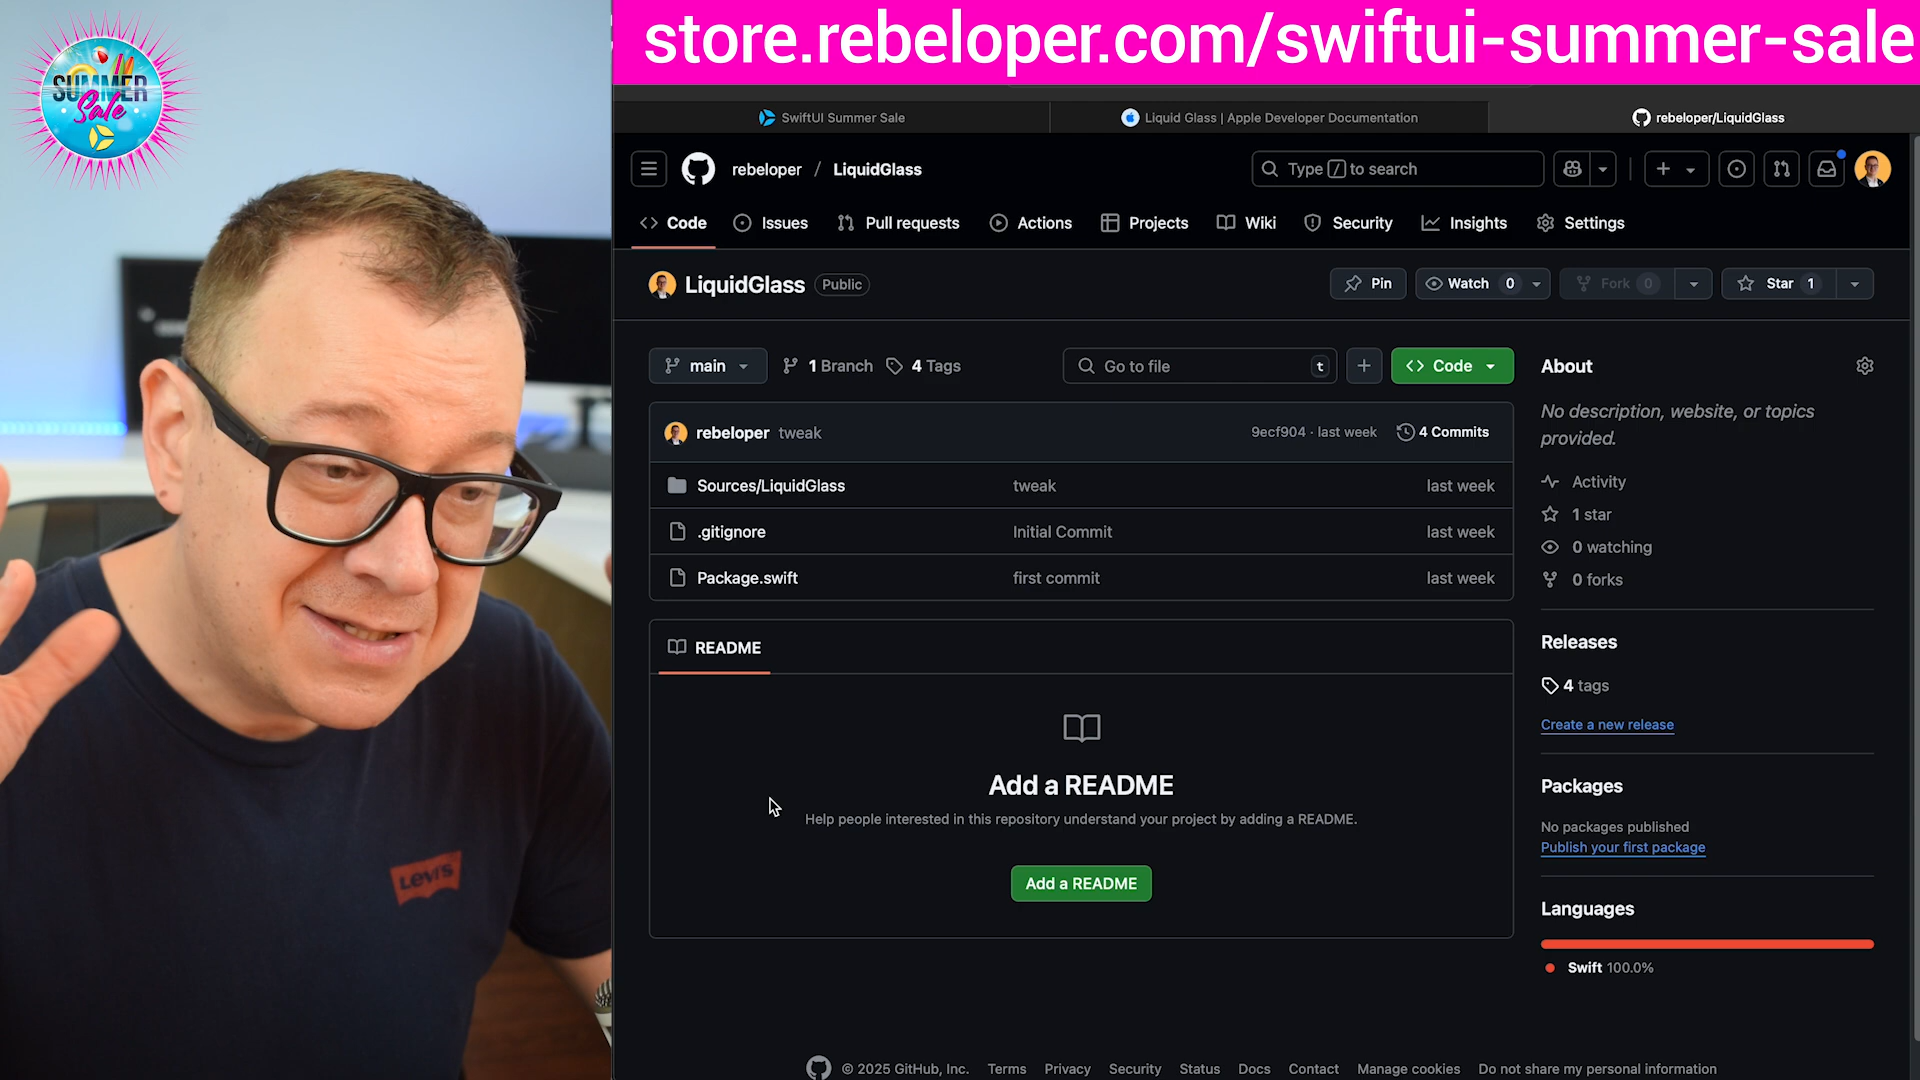 store.rebeloper.com/swiftui-summer-sale
SUMMER
Sale
SwiftUI Summer Sale
Liquid Glass | Apple Developer Documentation
rebeloper/LiquidGlass
rebeloper / LiquidGlass
Type / to search
Code
Issues
Pull requests
Actions
Projects
Wiki
Security
Insights
Settings
LiquidGlass
Public
Pin
Watch 0
Fork 0
Star 1
main
1 Branch
4 Tags
Go to file
t
Code
rebeloper tweak
9ecf904 · last week
4 Commits
Sources/LiquidGlass tweak last week
.gitignore Initial Commit last week
Package.swift first commit last week
README
Add a README
Help people interested in this repository understand your project by adding a README.
Add a README
About
No description, website, or topics
provided.
Activity
1 star
0 watching
0 forks
Releases
4 tags
Create a new release
Packages
No packages published
Publish your first package
Languages
Swift 100.0%
© 2025 GitHub, Inc.
Terms
Privacy
Security
Status
Docs
Contact
Manage cookies
Do not share my personal information
Levi's